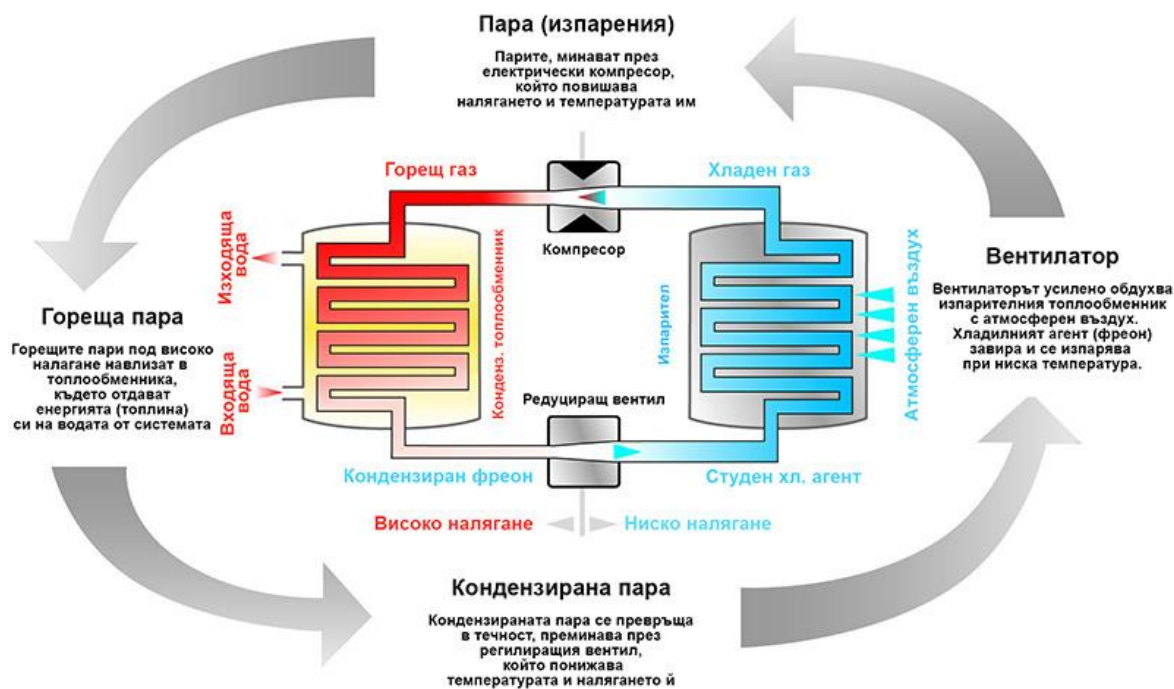 Пара (изпарения)
Парите, минават през
електрически компресор,
който повишава
налягането и температурата им
Горещ газ
Хладен газ
Компресор
Изходяща
вода
Входяща
вода
Конденз. топлообменник
Изпарител
Атмосферен въздух
Гореща пара
Горещите пари под високо
налагане навлизат в
топлообменника,
където отдават
енергията (топлина)
си на водата от системата
Вентилатор
Вентилаторът усилено обдухва
изпарителния топлообменник
с атмосферен въздух.
Хладилният агент (фреон)
завира и се изпарява
при ниска температура.
Редуциращ вентил
Кондензиран фреон
Студен хл. агент
Високо налягане
Ниско налягане
Кондензирана пара
Кондензираната пара се превръща
в течност, преминава през
регилиращия вентил,
който понижава
температурата и налягането й